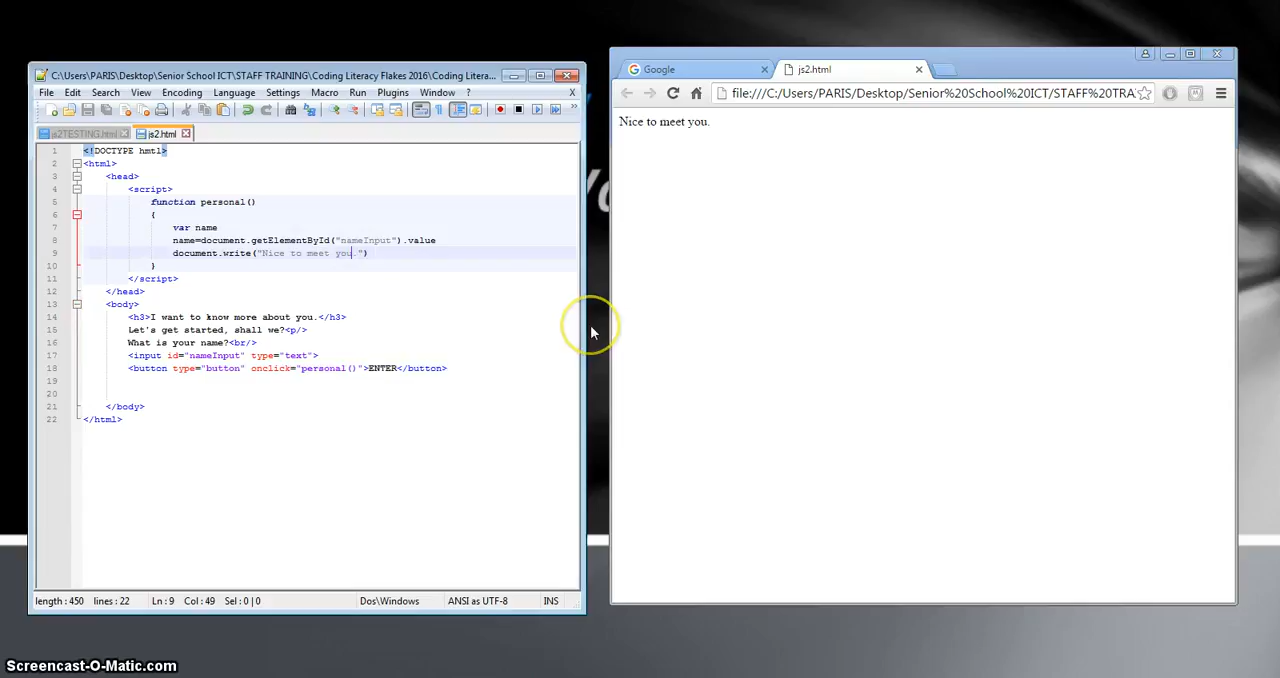 C:\Users\PARIS\Desktop\Senior School ICT\STAFF TRAINING\Coding Literacy Flakes 2016\Coding Litera...
File Edit Search View Encoding Language Settings Macro Run Plugins Window ? X
js2TESTING.html js2.html
1 <!DOCTYPE hmtl>
2 <html>
3 <head>
4 <script>
5 function personal()
6 {
7 var name
8 name=document.getElementById("nameInput").value
9 document.write("Nice to meet you.")
10 }
11 </script>
12 </head>
13 <body>
14 <h3>I want to know more about you.</h3>
15 Let's get started, shall we?<p/>
16 What is your name?<br/>
17 <input id="nameInput" type="text">
18 <button type="button" onclick="personal()">ENTER</button>
19
20
21 </body>
22 </html>
length : 450 lines : 22 Ln : 9 Col : 49 Sel : 0 | 0 Dos\Windows ANSI as UTF-8 INS
Google js2.html
file:///C:/Users/PARIS/Desktop/Senior%20School%20ICT/STAFF%20TRA
Nice to meet you.
Yo
Screencast-O-Matic.com